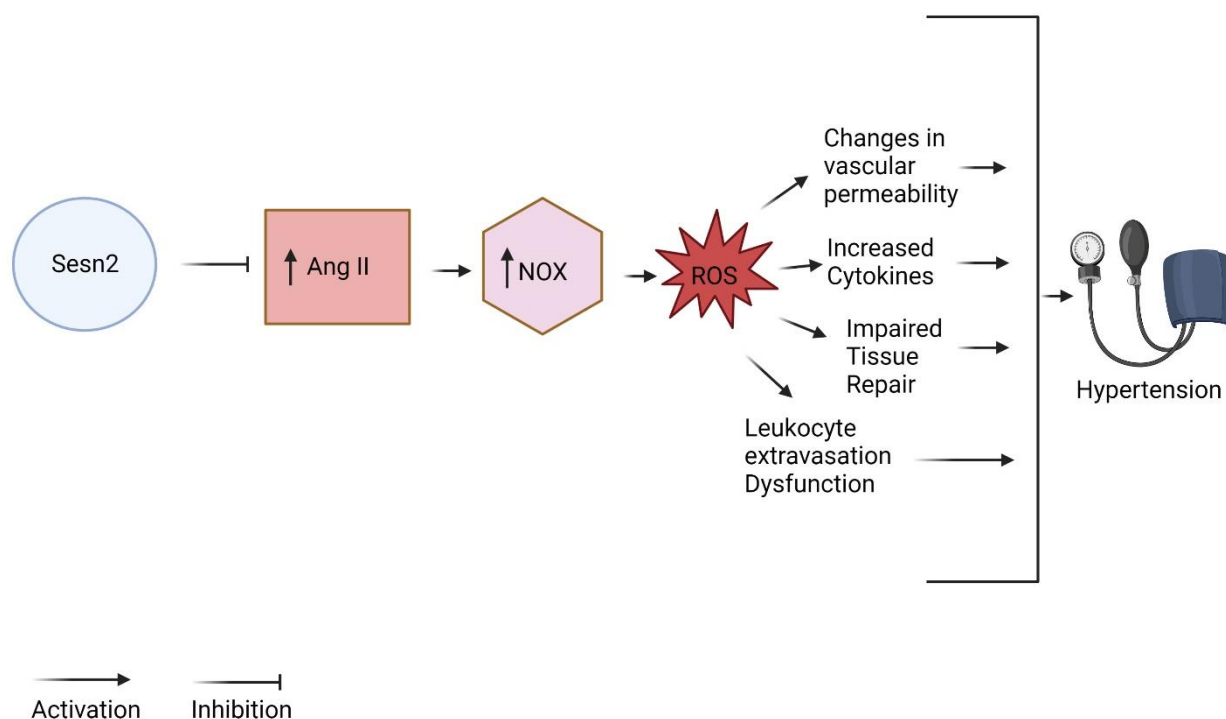 Sesn2
Ang II
NOX
ROS
Changes in
vascular
permeability
Increased
Cytokines
Impaired
Tissue
Repair
Leukocyte
extravasation
Dysfunction
Hypertension
Activation
Inhibition